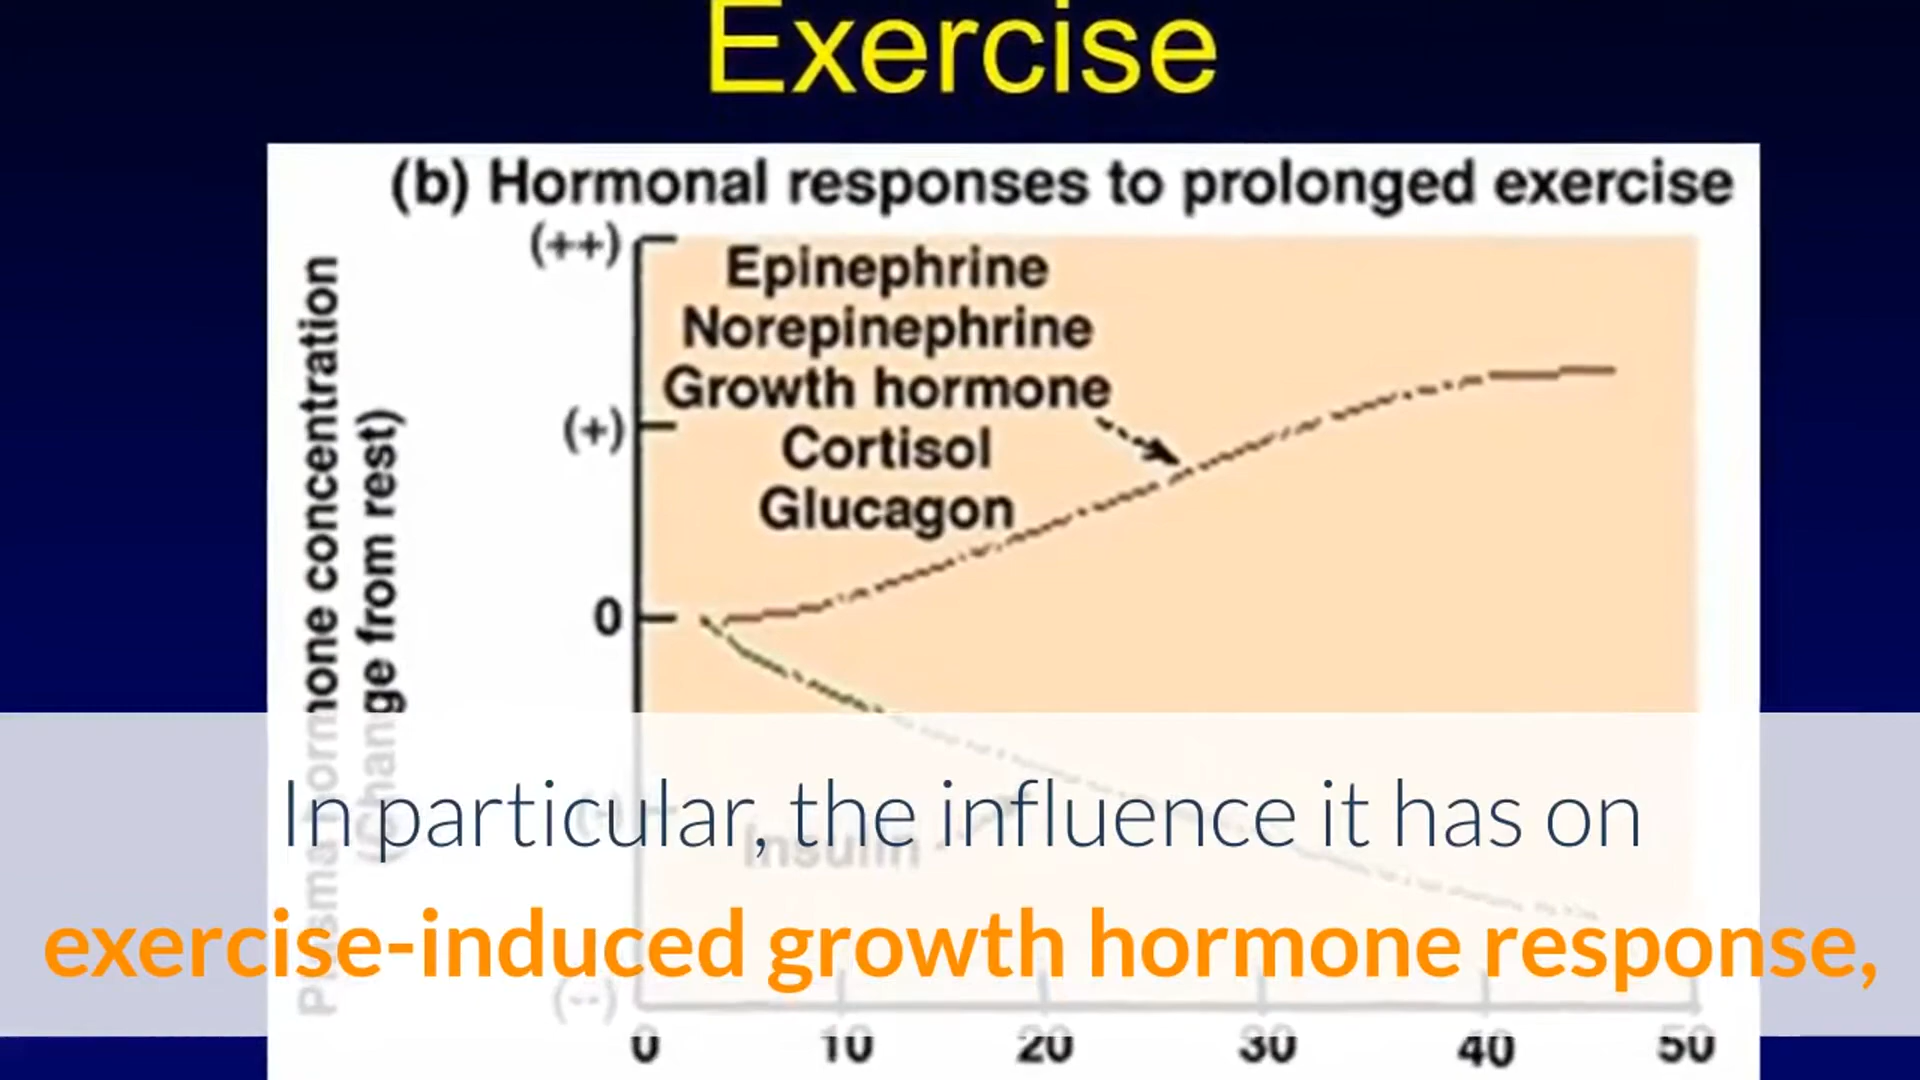 Exercise
(b) Hormonal responses to prolonged exercise
Plasma hormone concentration
(Change from rest)
(++)
(+)
0
(-)
(--)
Epinephrine
Norepinephrine
Growth hormone
Cortisol
Glucagon
Insulin
In particular, the influence it has on
exercise-induced growth hormone response,
0 10 20 30 40 50